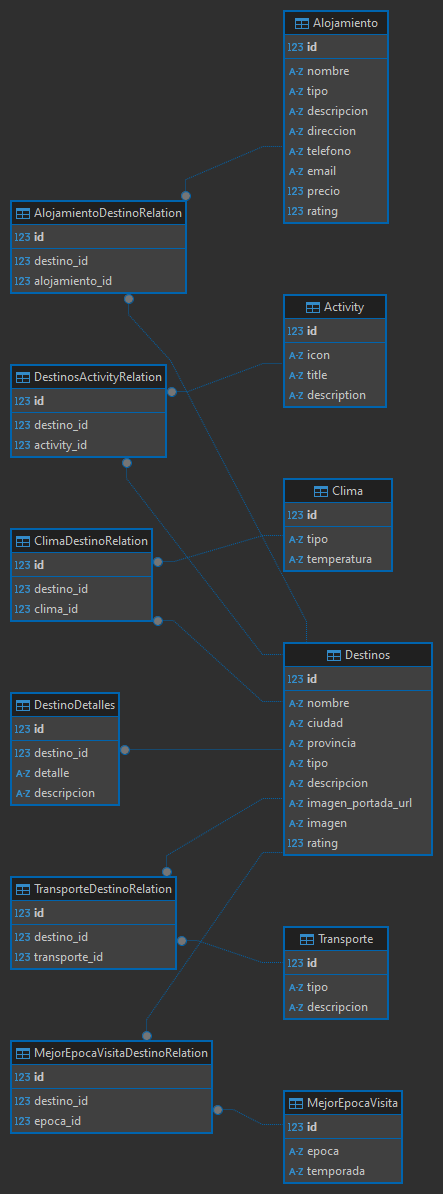 Alojamiento
123 id
A-Z nombre
A-Z tipo
A-Z descripcion
A-Z direccion
A-Z telefono
A-Z email
123 precio
123 rating
AlojamientoDestinoRelation
123 id
123 destino_id
123 alojamiento_id
Activity
123 id
A-Z icon
A-Z title
A-Z description
DestinosActivityRelation
123 id
123 destino_id
123 activity_id
Clima
123 id
A-Z tipo
A-Z temperatura
ClimaDestinoRelation
123 id
123 destino_id
123 clima_id
Destinos
123 id
A-Z nombre
A-Z ciudad
A-Z provincia
A-Z tipo
A-Z descripcion
A-Z imagen_portada_url
A-Z imagen
123 rating
DestinoDetalles
123 id
123 destino_id
A-Z detalle
A-Z descripcion
TransporteDestinoRelation
123 id
123 destino_id
123 transporte_id
Transporte
123 id
A-Z tipo
A-Z descripcion
MejorEpocaVisitaDestinoRelation
123 id
123 destino_id
123 epoca_id
MejorEpocaVisita
123 id
A-Z epoca
A-Z temporada